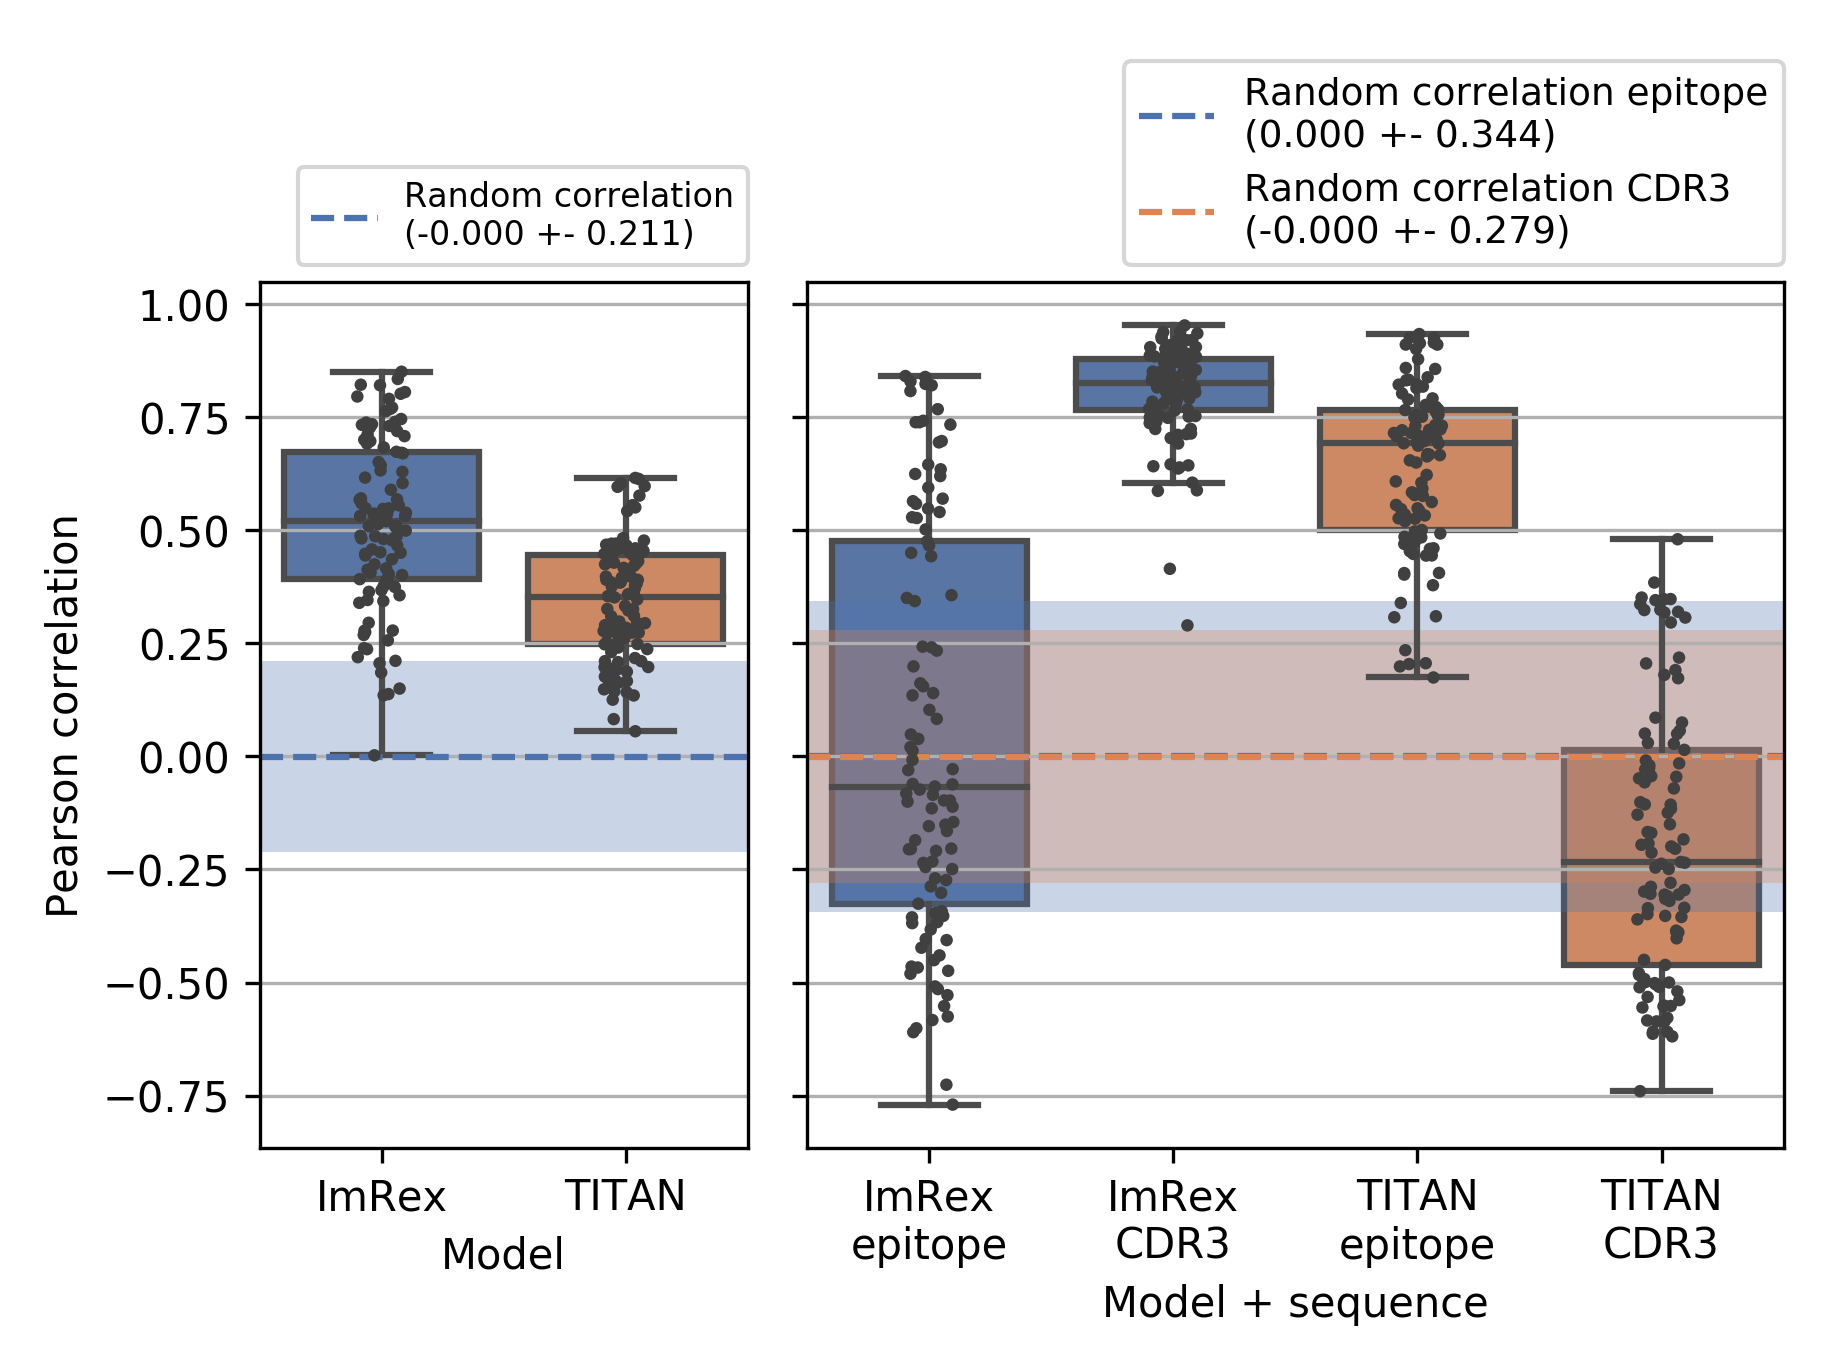 Random correlation epitope
(0.000 +- 0.344)
Random correlation CDR3
(-0.000 +- 0.279)
Random correlation
(-0.000 +- 0.211)
1.00
0.75
0.50
0.25
0.00
−0.25
−0.50
−0.75
Pearson correlation
ImRex
TITAN
Model
ImRex
epitope
ImRex
CDR3
TITAN
epitope
TITAN
CDR3
Model + sequence